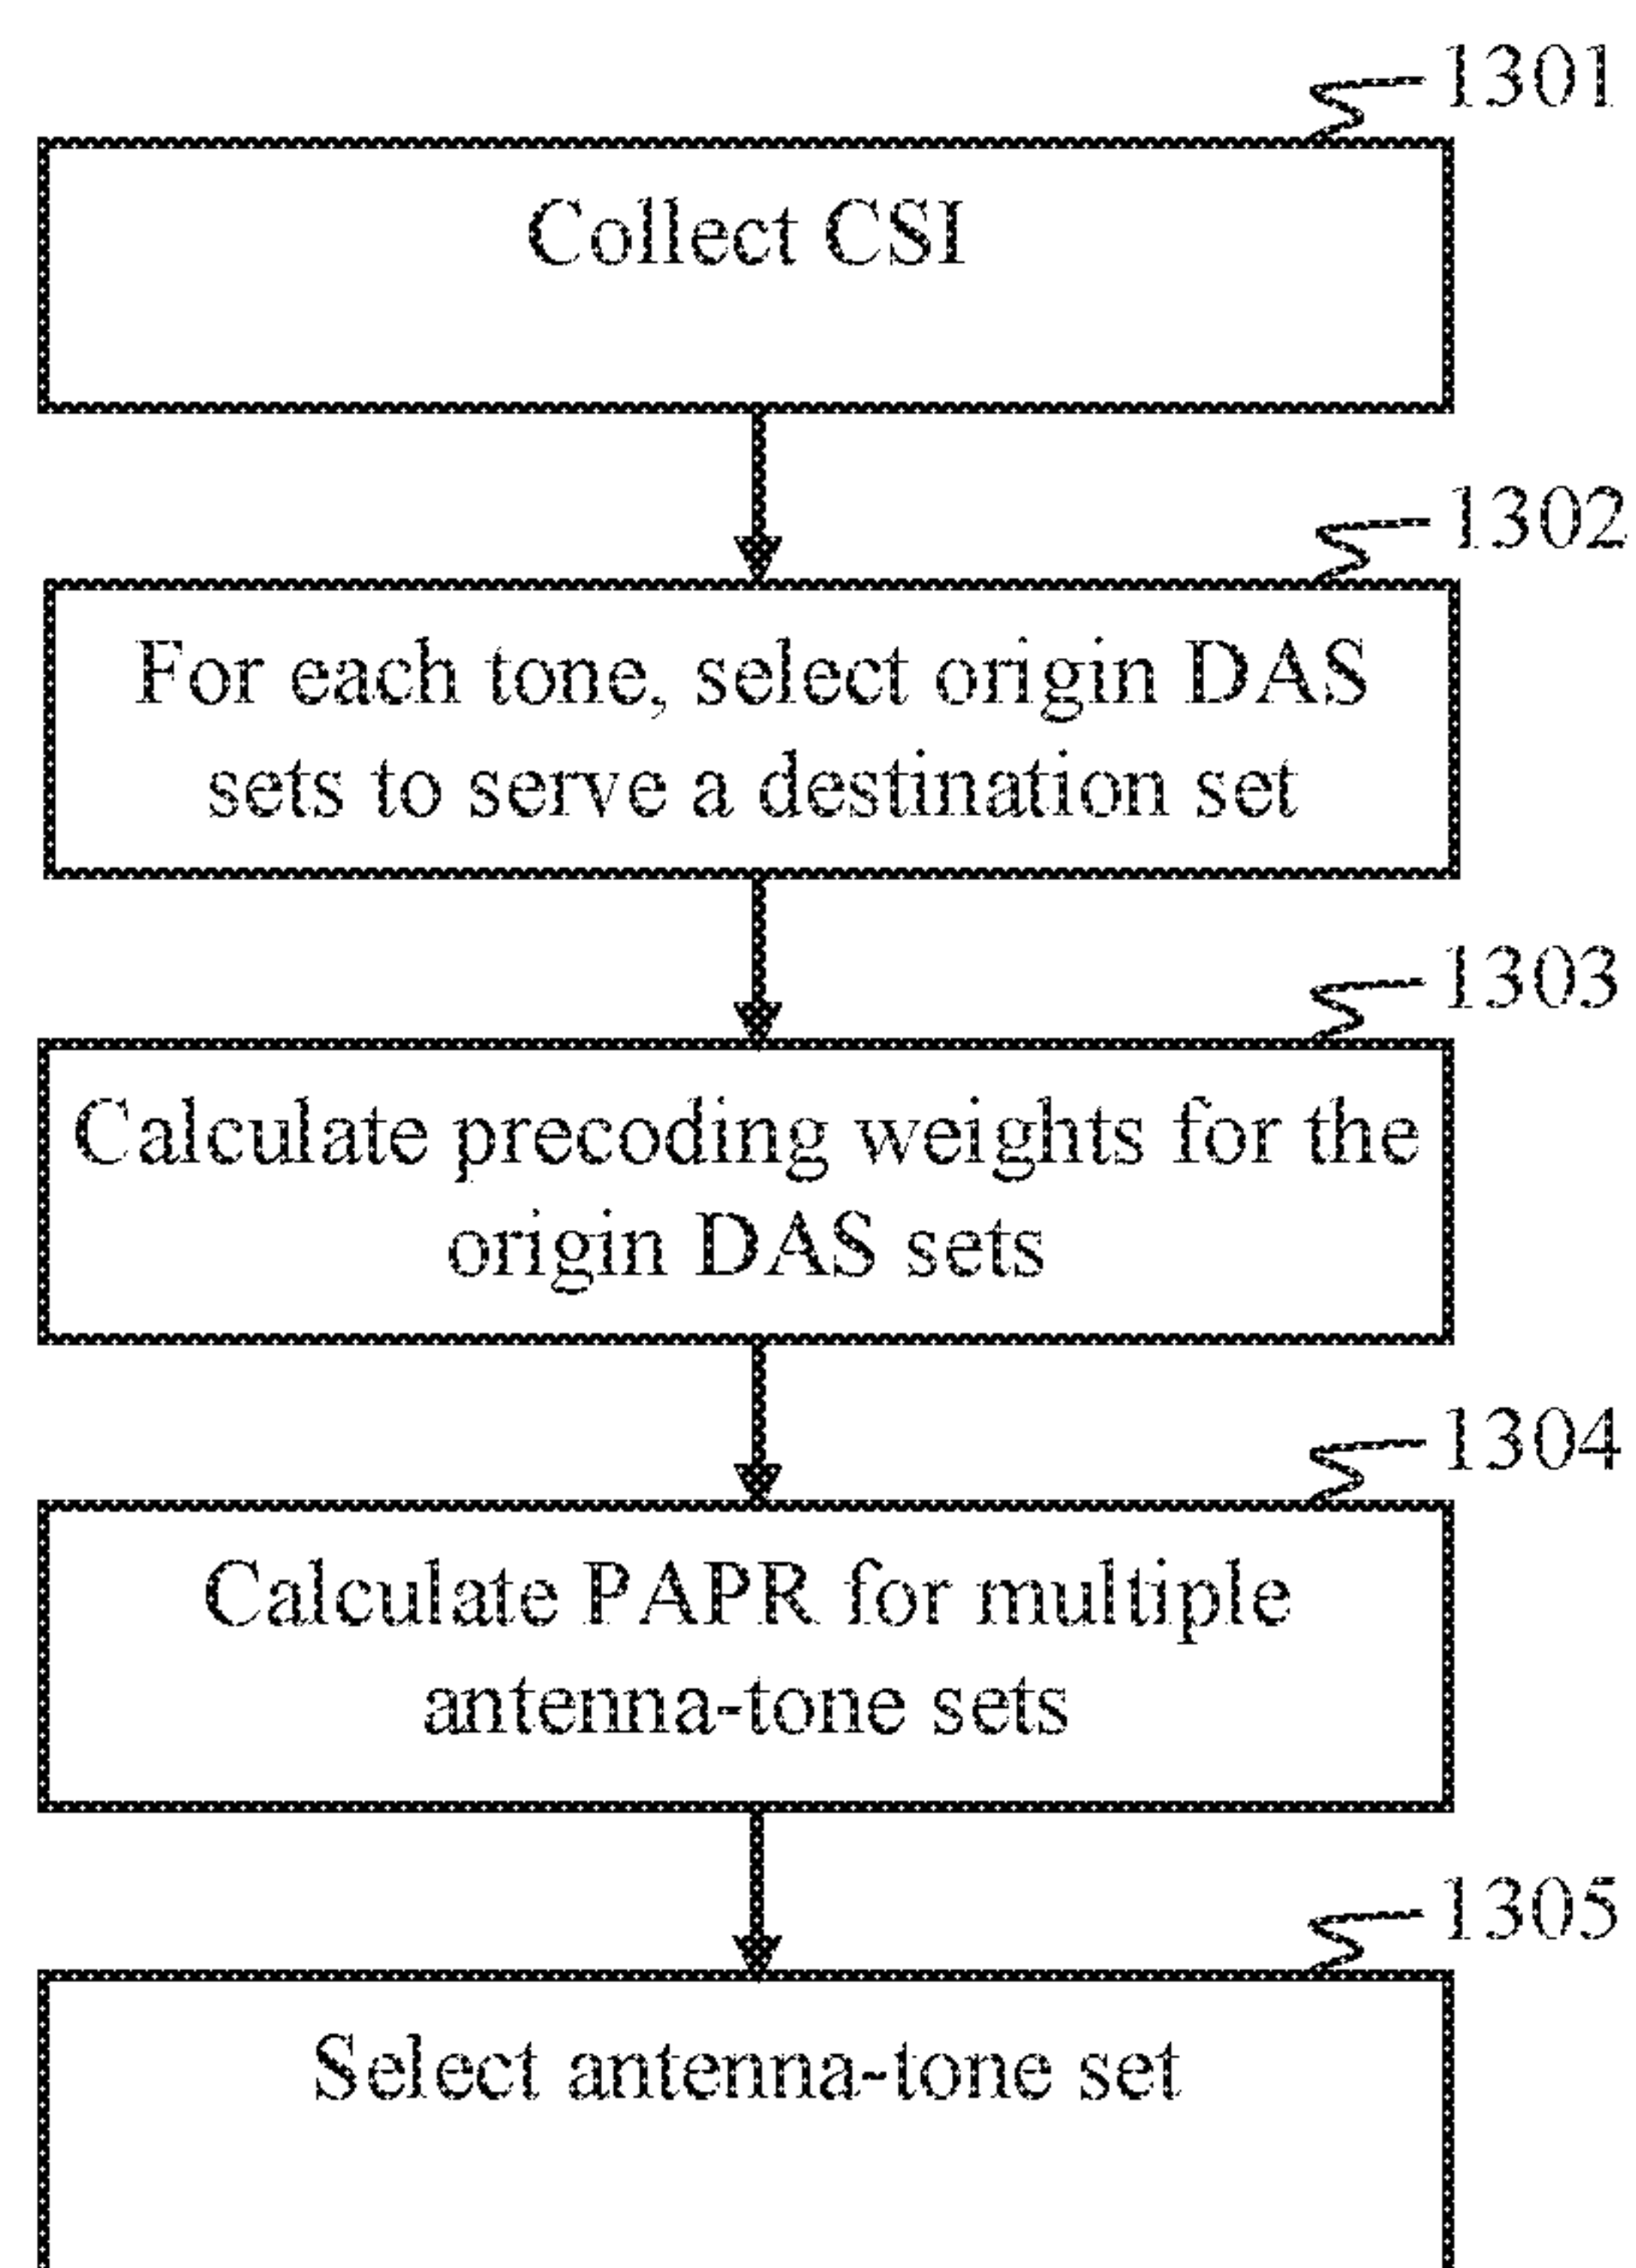 1301
Collect CSI
1302
For each tone, select origin DAS
sets to serve a destination set
1303
Calculate precoding weights for the
origin DAS sets
1304
Calculate PAPR for multiple
antenna-tone sets
1305
Select antenna-tone set